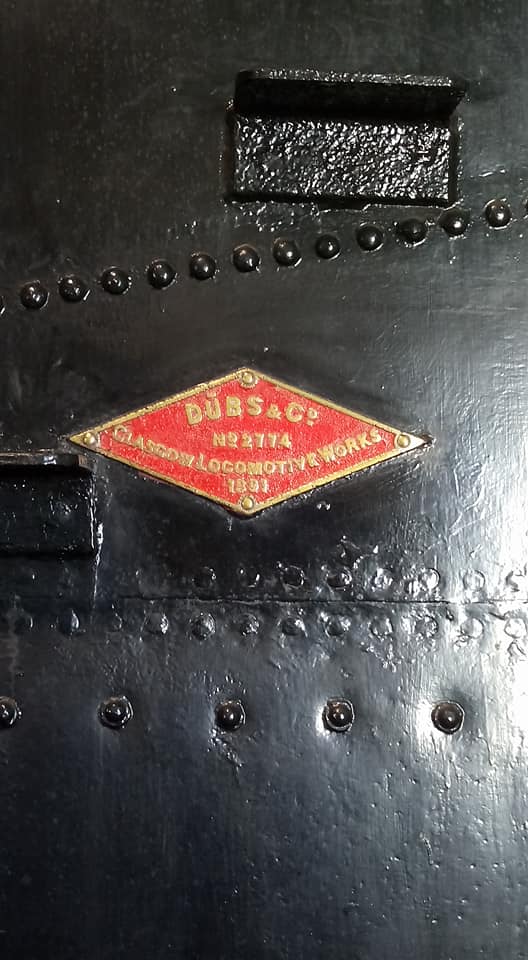 DÜBS & Co
No 2774
GLASGOW LOCOMOTIVE WORKS
1891